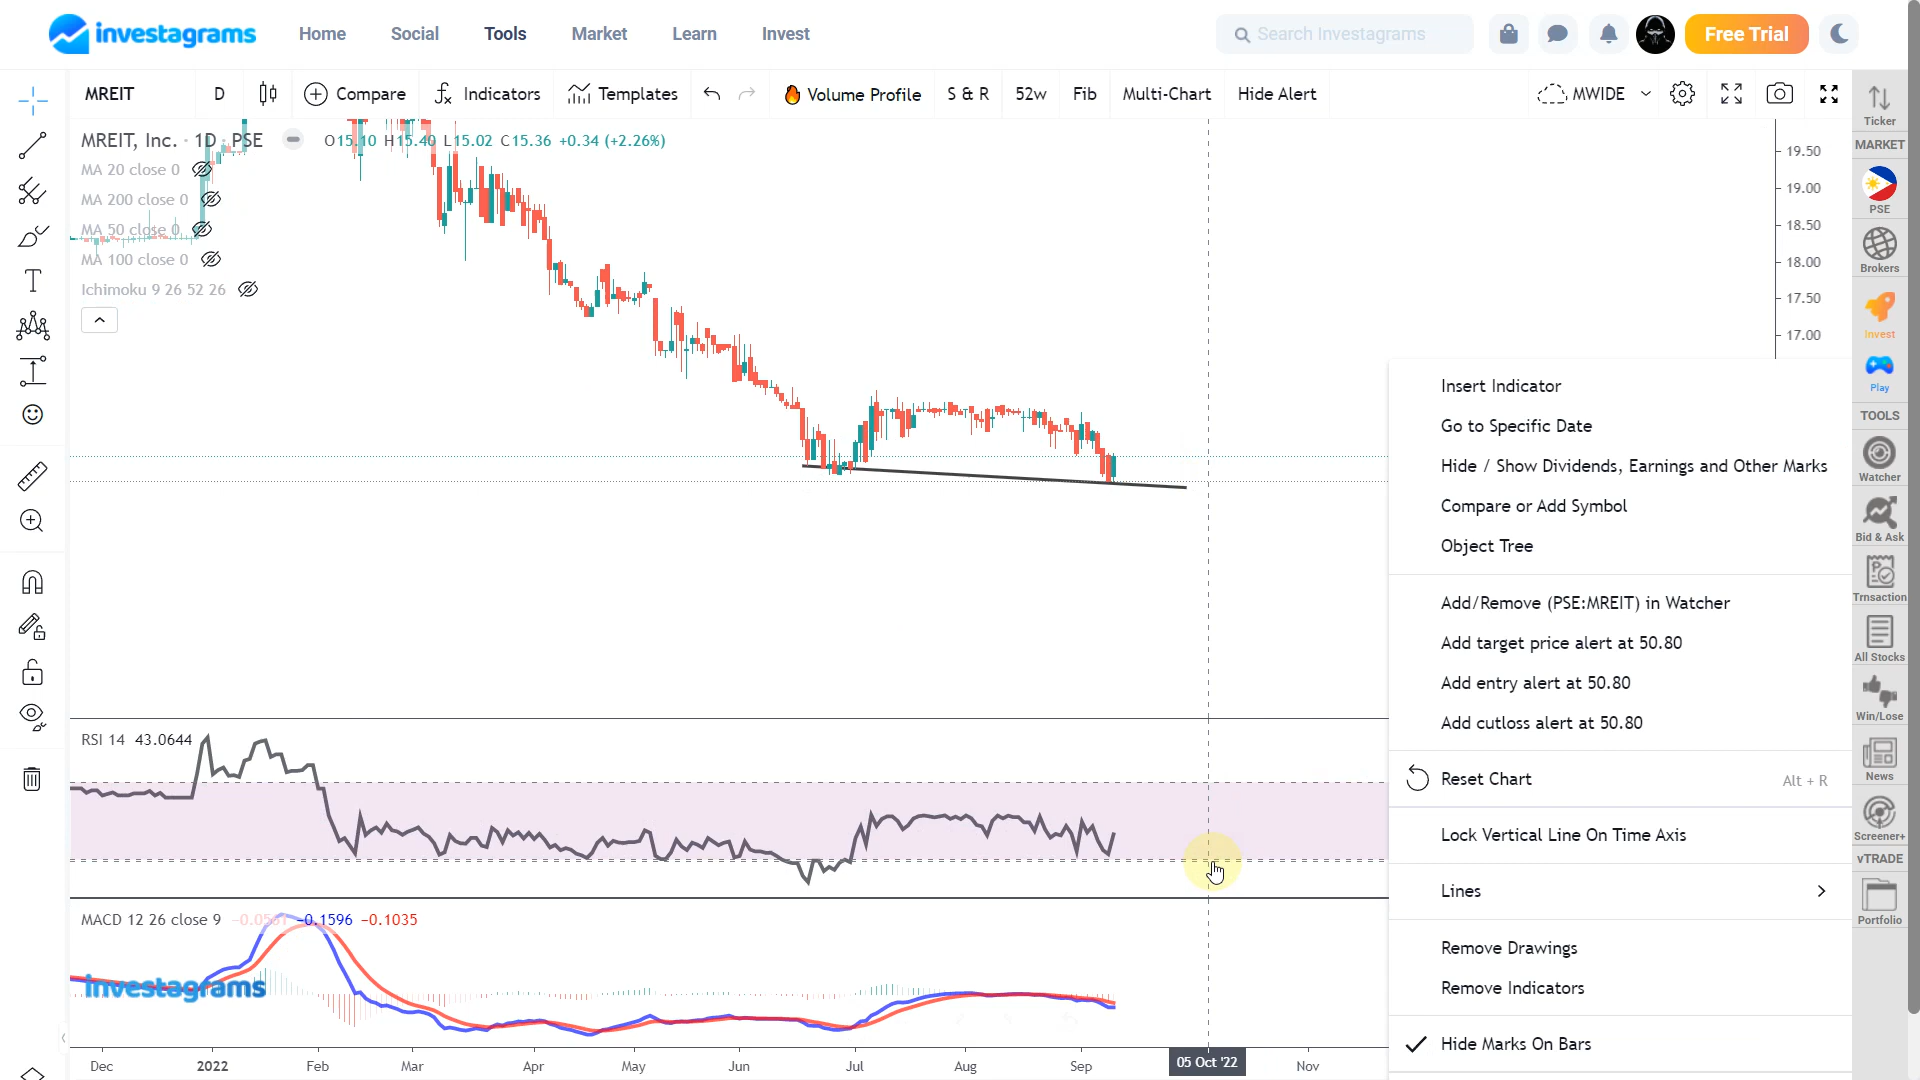 investagrams
Home Social Tools Market Learn Invest
Search Investagrams
Free Trial
MREIT D Compare Indicators Templates Volume Profile S & R 52w Fib Multi-Chart Hide Alert MWIDE
MREIT, Inc. · 1D · PSE O15.10 H15.40 L15.02 C15.36 +0.34 (+2.26%)
MA 20 close 0
MA 200 close 0
MA 50 close 0
MA 100 close 0
Ichimoku 9 26 52 26
19.50
19.00
18.50
18.00
17.50
17.00
Insert Indicator
Go to Specific Date
Hide / Show Dividends, Earnings and Other Marks
Compare or Add Symbol
Object Tree
Add/Remove (PSE:MREIT) in Watcher
Add target price alert at 50.80
Add entry alert at 50.80
Add cutloss alert at 50.80
Reset Chart Alt + R
Lock Vertical Line On Time Axis
Lines
Remove Drawings
Remove Indicators
Hide Marks On Bars
RSI 14 43.0644
MACD 12 26 close 9 −0.1596 −0.1035
investagrams
Dec 2022 Feb Mar Apr May Jun Jul Aug Sep 05 Oct '22 Nov
Ticker
MARKET
PSE
Brokers
Invest
Play
TOOLS
Watcher
Bid & Ask
Trnsaction
All Stocks
Win/Lose
News
Screener+
vTRADE
Portfolio